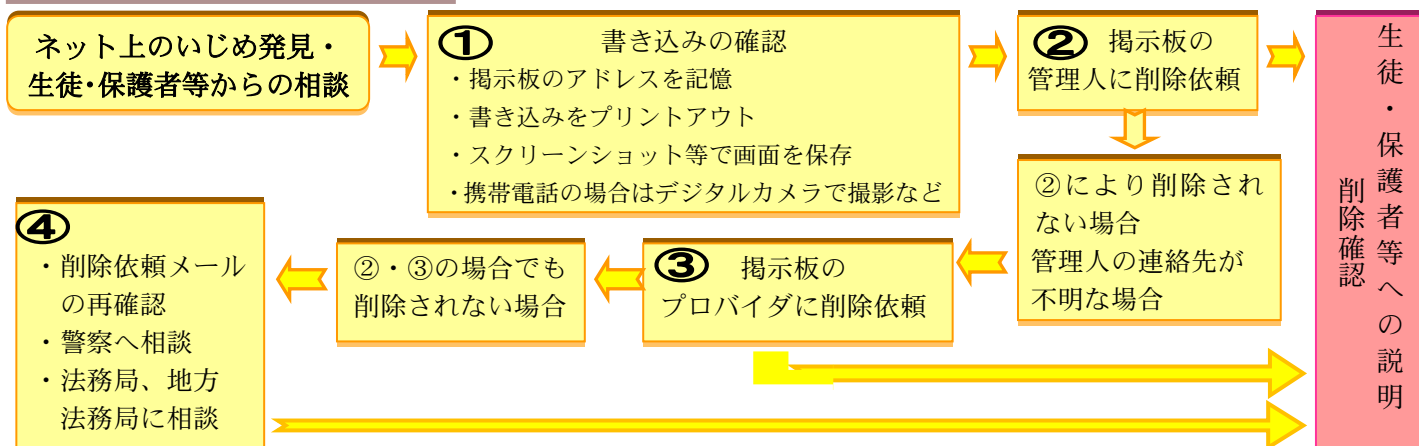 ネット上のいじめ発見・
生徒・保護者等からの相談
① 書き込みの確認
・掲示板のアドレスを記憶
・書き込みをプリントアウト
・スクリーンショット等で画面を保存
・携帯電話の場合はデジタルカメラで撮影など
② 掲示板の
管理人に削除依頼
②により削除され
ない場合
管理人の連絡先が
不明な場合
③ 掲示板の
プロバイダに削除依頼
②・③の場合でも
削除されない場合
④
・削除依頼メール
の再確認
・警察へ相談
・法務局、地方
法務局に相談
生徒・保護者等への説明
削除確認